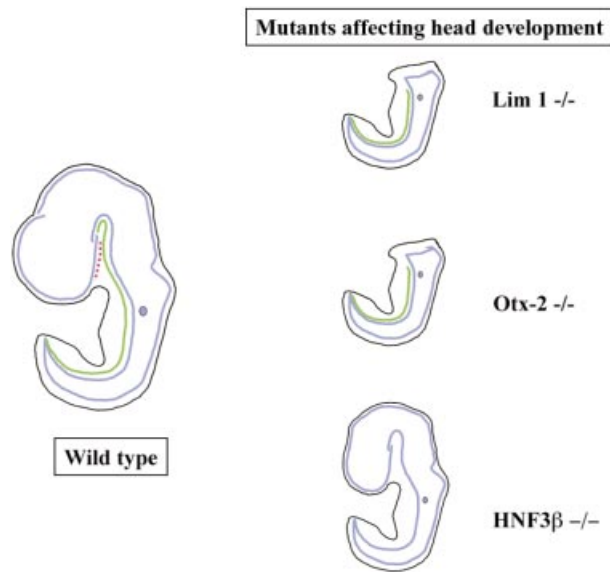 Mutants affecting head development
Lim 1 -/-
Otx-2 -/-
Wild type
HNF3β –/–